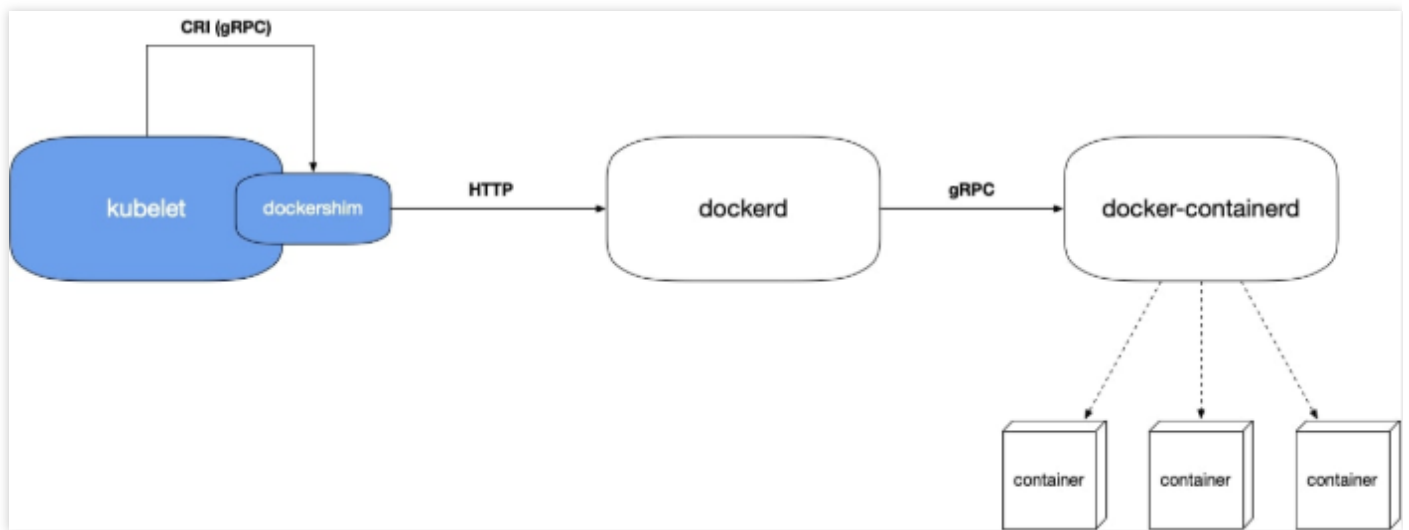 CRI (gRPC)
kubelet
dockershim
HTTP
dockerd
gRPC
docker-containerd
container
container
container